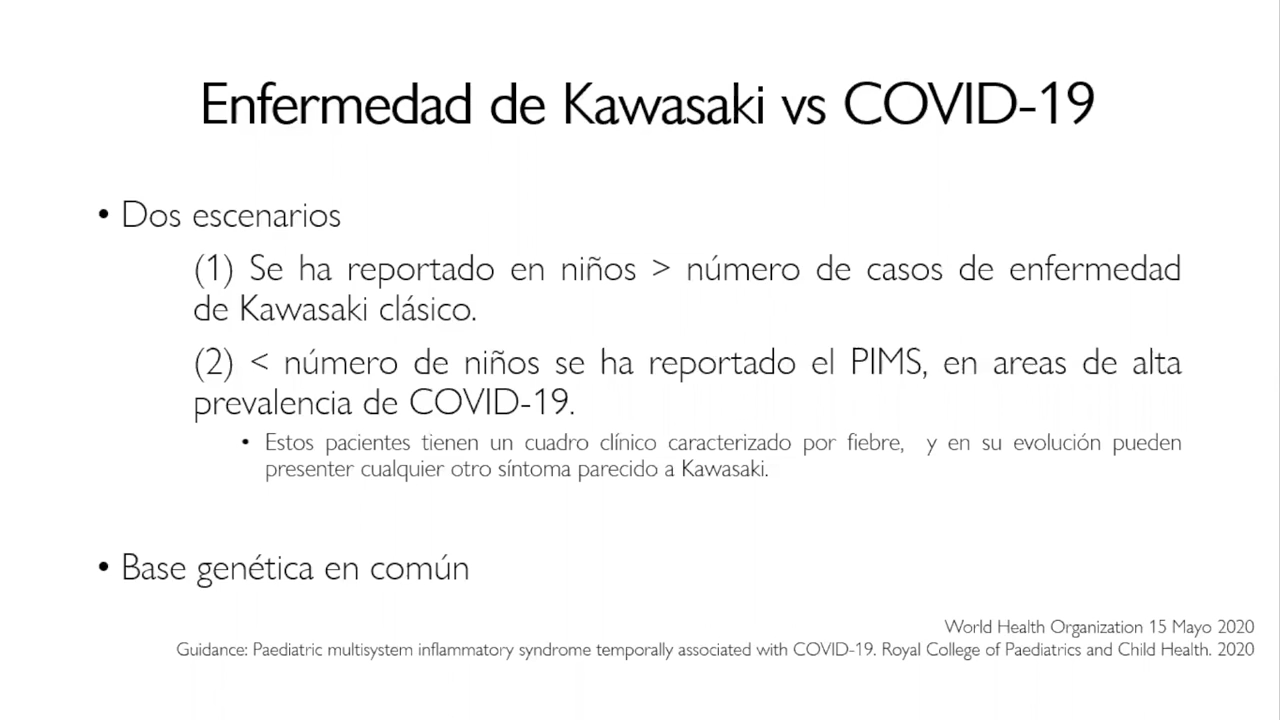 Enfermedad de Kawasaki vs COVID-19
• Dos escenarios
(1) Se ha reportado en niños > número de casos de enfermedad
de Kawasaki clásico.
(2) < número de niños se ha reportado el PIMS, en areas de alta
prevalencia de COVID-19.
• Estos pacientes tienen un cuadro clínico caracterizado por fiebre, y en su evolución pueden
presenter cualquier otro síntoma parecido a Kawasaki.
• Base genética en común
World Health Organization 15 Mayo 2020
Guidance: Paediatric multisystem inflammatory syndrome temporally associated with COVID-19. Royal College of Paediatrics and Child Health. 2020